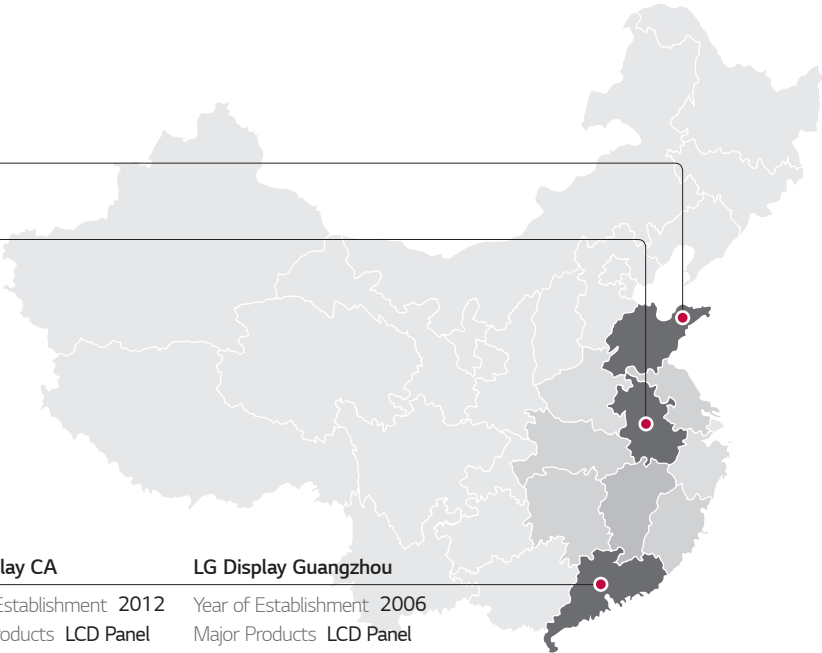 lay CA LG Display Guangzhou
Establishment 2012 Year of Establishment 2006
oducts LCD Panel Major Products LCD Panel